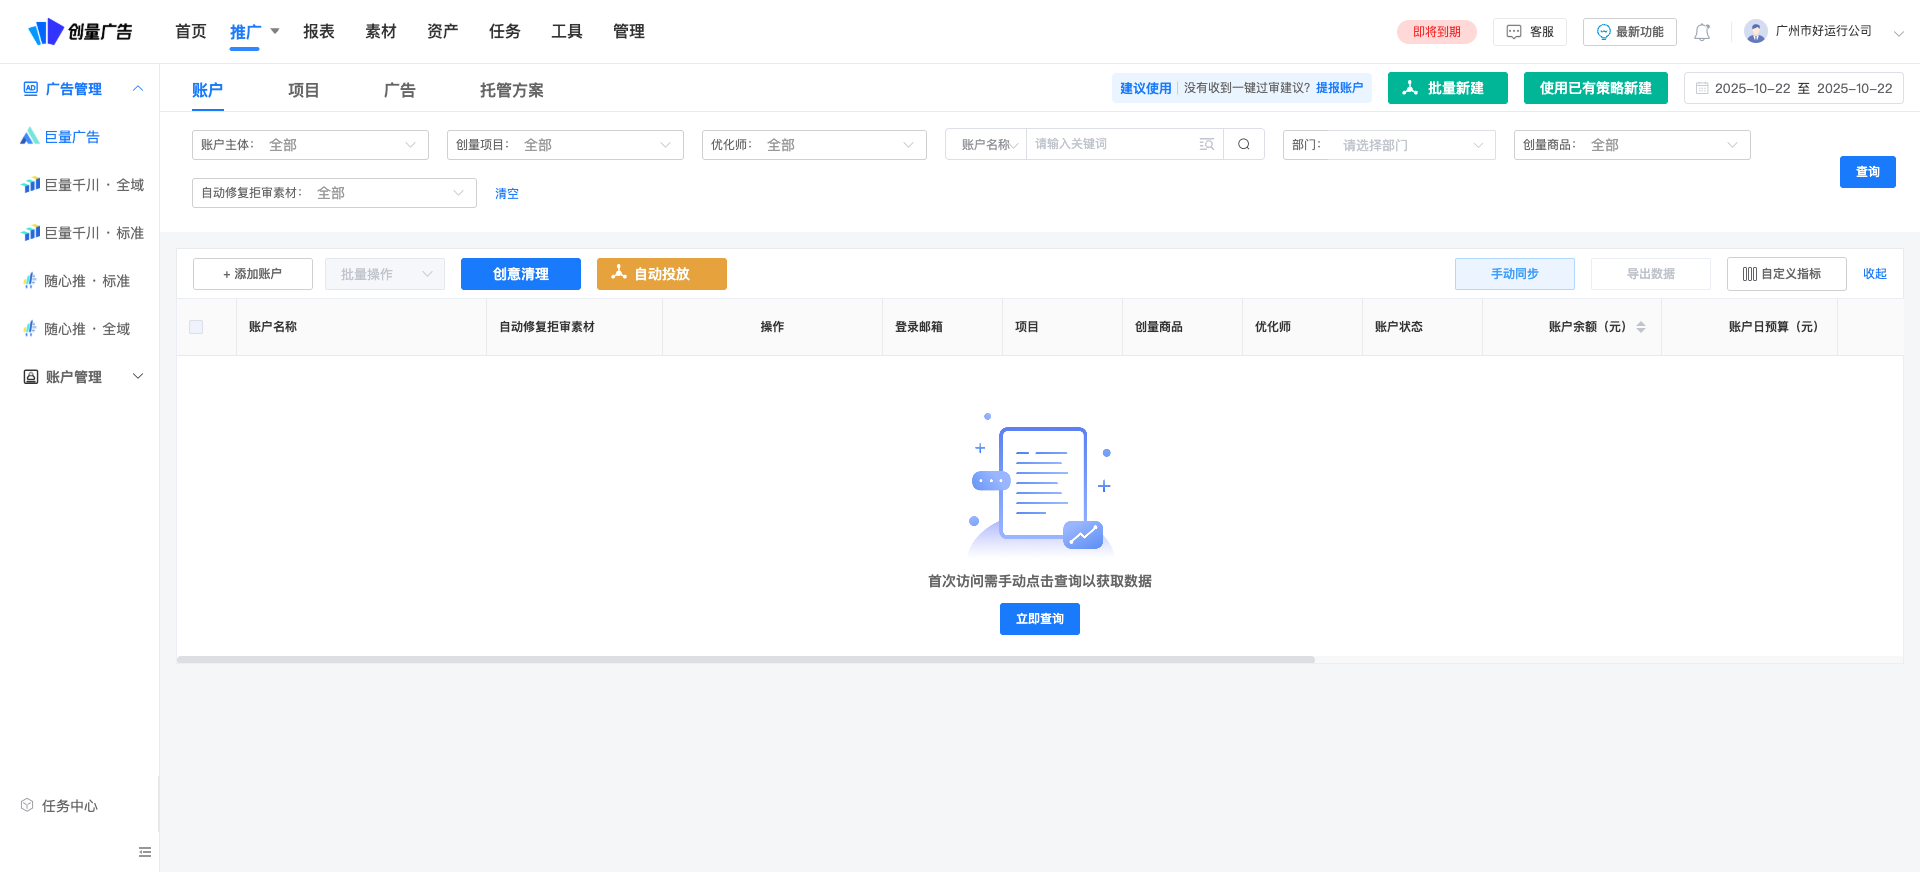 创量广告
首页 推广 报表 素材 资产 任务 工具 管理
即将到期 客服 最新功能 广州市好运行公司
广告管理
巨量广告
巨量千川 · 全域
巨量千川 · 标准
随心推 · 标准
随心推 · 全域
账户管理
任务中心
账户 项目 广告 托管方案
建议使用 没有收到一键过审建议? 提报账户 批量新建 使用已有策略新建 2025-10-22 至 2025-10-22
账户主体: 全部 创量项目: 全部 优化师: 全部 账户名称 请输入关键词 部门: 请选择部门 创量商品: 全部
查询
自动修复拒审素材: 全部 清空
+ 添加账户 批量操作 创意清理 自动投放 手动同步 导出数据 自定义指标 收起
账户名称 自动修复拒审素材 操作 登录邮箱 项目 创量商品 优化师 账户状态 账户余额（元） 账户日预算（元）
首次访问需手动点击查询以获取数据
立即查询